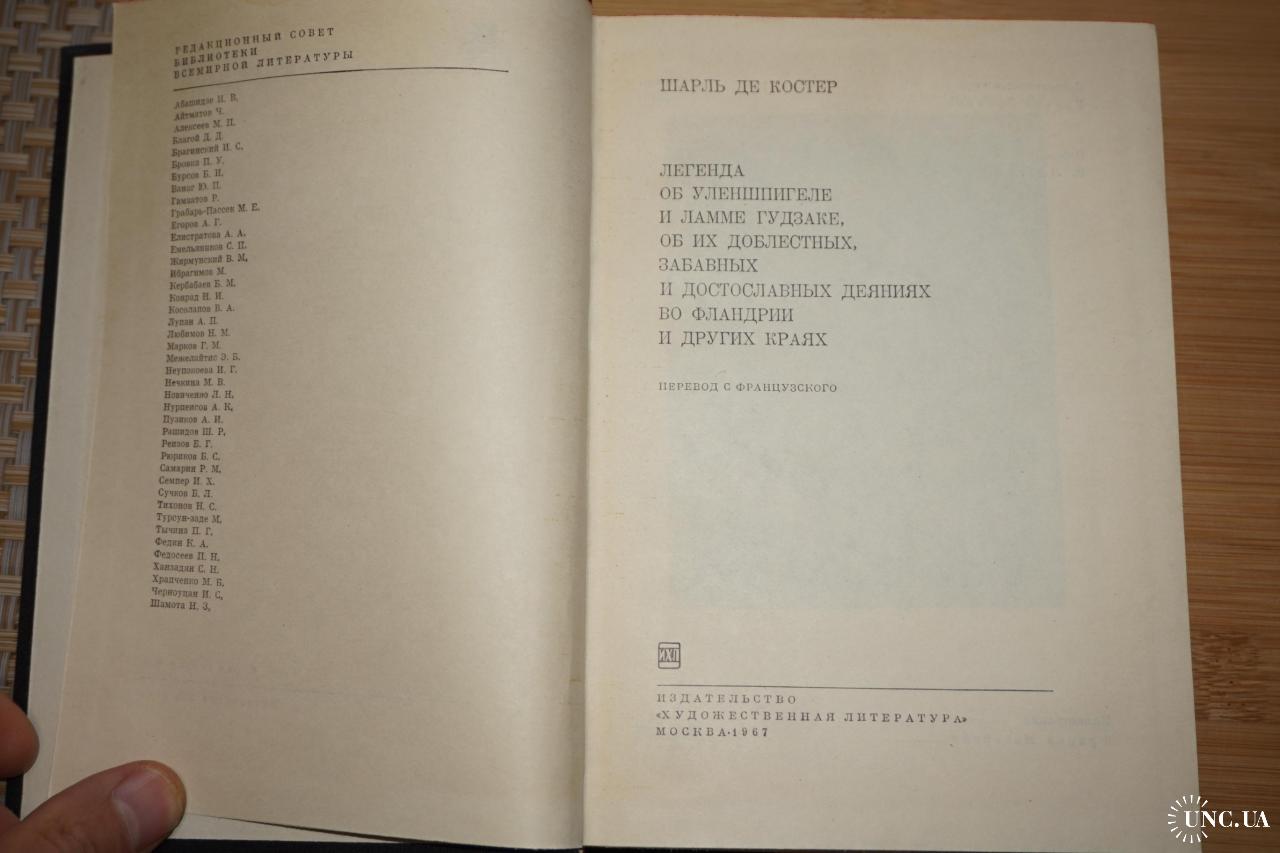 РЕДАКЦИОННЫЙ СОВЕТ
БИБЛИОТЕКИ
ВСЕМИРНОЙ ЛИТЕРАТУРЫ
Абашидзе И. В,
Айтматов Ч.
Алексеев М. П.
Благой Д. Д.
Брагинский И. С,
Бровка П. У.
Бурсов Б. И,
Ванаг Ю. П.
Гамзатов Р.
Грабарь-Пассек М. Е,
Егоров А. Г.
Елистратова А. А,
Емельяников С. П.
Жирмунский В. М,
Ибрагимов М.
Кербабаев Б. М,
Конрад Н. И.
Косолапов В. А.
Лупан А. П.
Любимов Н. М.
Марков Г. М.
Межелайтис Э. Б,
Неупокоева И. Г.
Нечкина М. В.
Новиченко Л. Н,
Нурпеисов А. К,
Пузиков А. И.
Рашидов Ш. Р,
Реизов Б. Г.
Рюриков Б. С,
Самарин Р. М,
Семпер И. Х.
Сучков Б. Л.
Тихонов Н. С.
Турсун-заде М,
Тычина П. Г,
Федин К. А.
Федосеев П. Н,
Ханзадян С. Н.
Храпченко М. Б,
Черноуцан И. С,
Шамота Н. З,
ШАРЛЬ ДЕ КОСТЕР
ЛЕГЕНДА
ОБ УЛЕНШПИГЕЛЕ
И ЛАММЕ ГУДЗАКЕ,
ОБ ИХ ДОБЛЕСТНЫХ,
ЗАБАВНЫХ
И ДОСТОСЛАВНЫХ ДЕЯНИЯХ
ВО ФЛАНДРИИ
И ДРУГИХ КРАЯХ
ПЕРЕВОД С ФРАНЦУЗСКОГО
ИХЛ
ИЗДАТЕЛЬСТВО
«ХУДОЖЕСТВЕННАЯ ЛИТЕРАТУРА»
МОСКВА·1967
UNC.UA